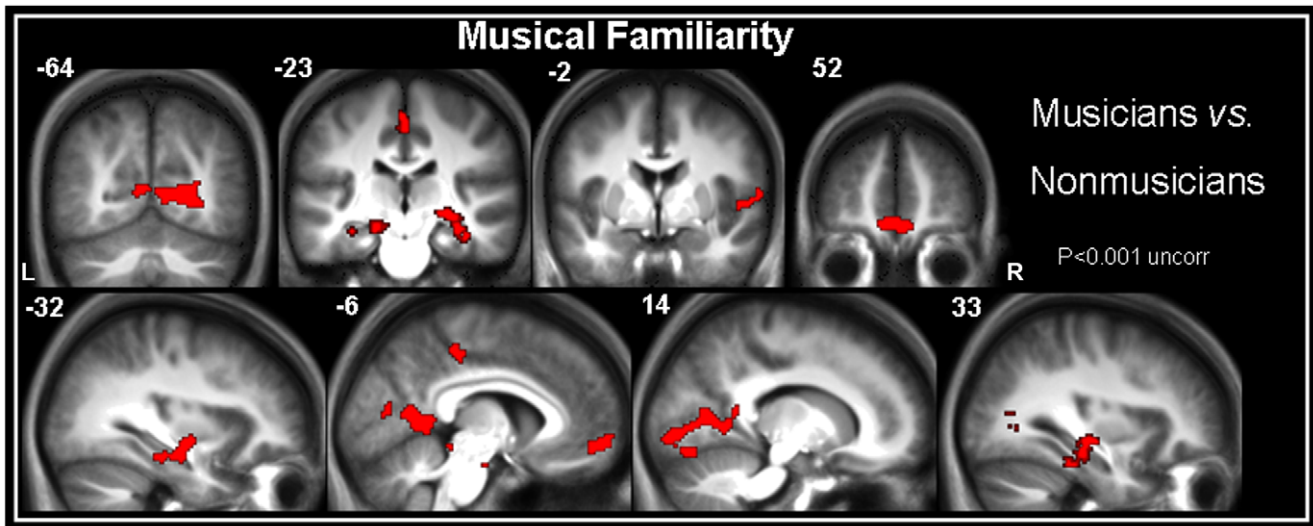 Musical Familiarity
-64
-23
-2
52
Musicians vs.
Nonmusicians
P<0.001 uncorr
L
R
-32
-6
14
33